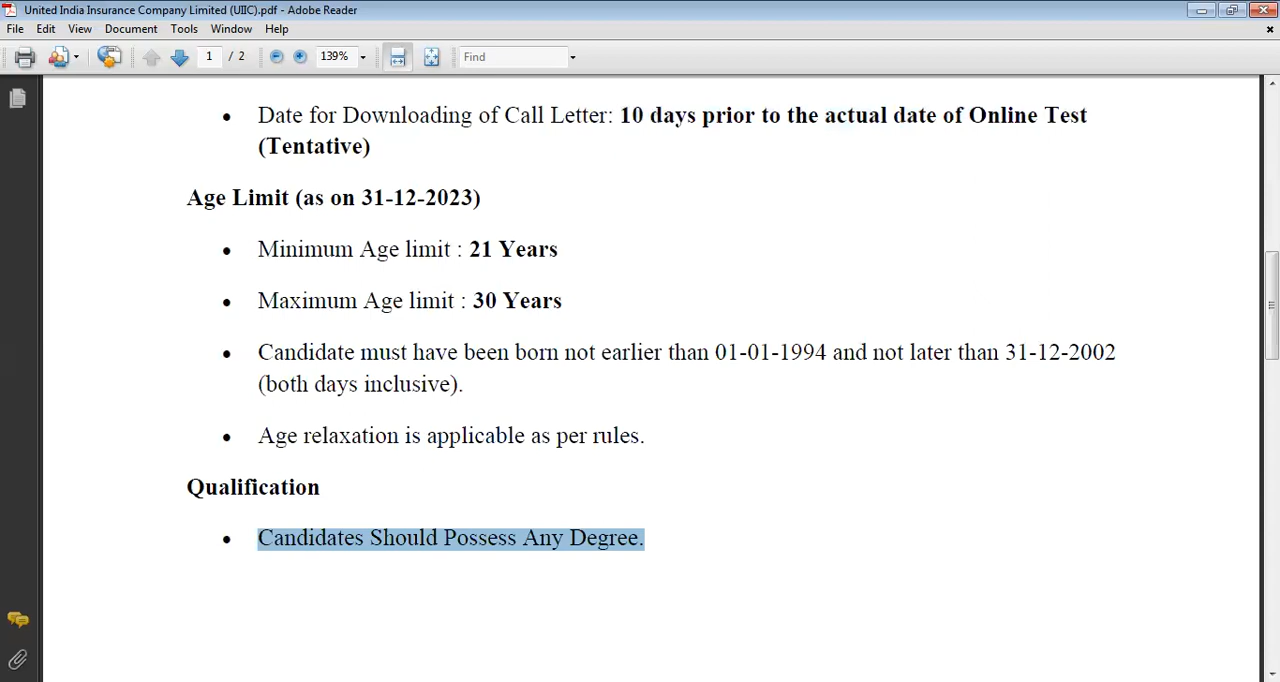 United India Insurance Company Limited (UIIC).pdf - Adobe Reader
File Edit View Document Tools Window Help
1 / 2 139% Find
• Date for Downloading of Call Letter: 10 days prior to the actual date of Online Test
(Tentative)
Age Limit (as on 31-12-2023)
• Minimum Age limit : 21 Years
• Maximum Age limit : 30 Years
• Candidate must have been born not earlier than 01-01-1994 and not later than 31-12-2002
(both days inclusive).
• Age relaxation is applicable as per rules.
Qualification
• Candidates Should Possess Any Degree.